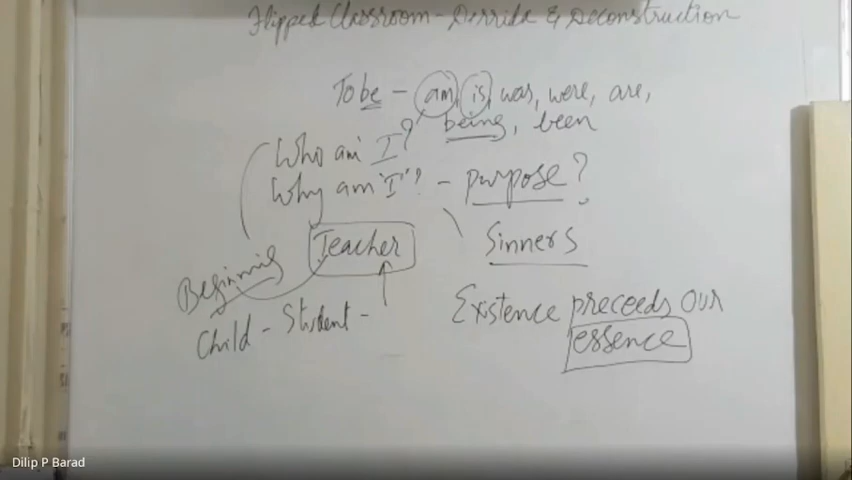 Flipped Classroom - Derrida & Deconstruction
To be - am, is, was, were, are,
being, been
Who am I?
Why am "I"? - purpose?
Teacher
Sinners
Beginning
Child - Student -
Existence preceeds our
essence
Dilip P Barad